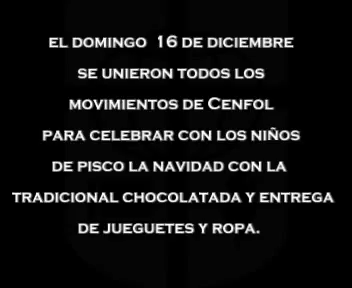 EL DOMINGO 16 DE DICIEMBRE
SE UNIERON TODOS LOS
MOVIMIENTOS DE CENFOL
PARA CELEBRAR CON LOS NIÑOS
DE PISCO LA NAVIDAD CON LA
TRADICIONAL CHOCOLATADA Y ENTREGA
DE JUEGUETES Y ROPA.